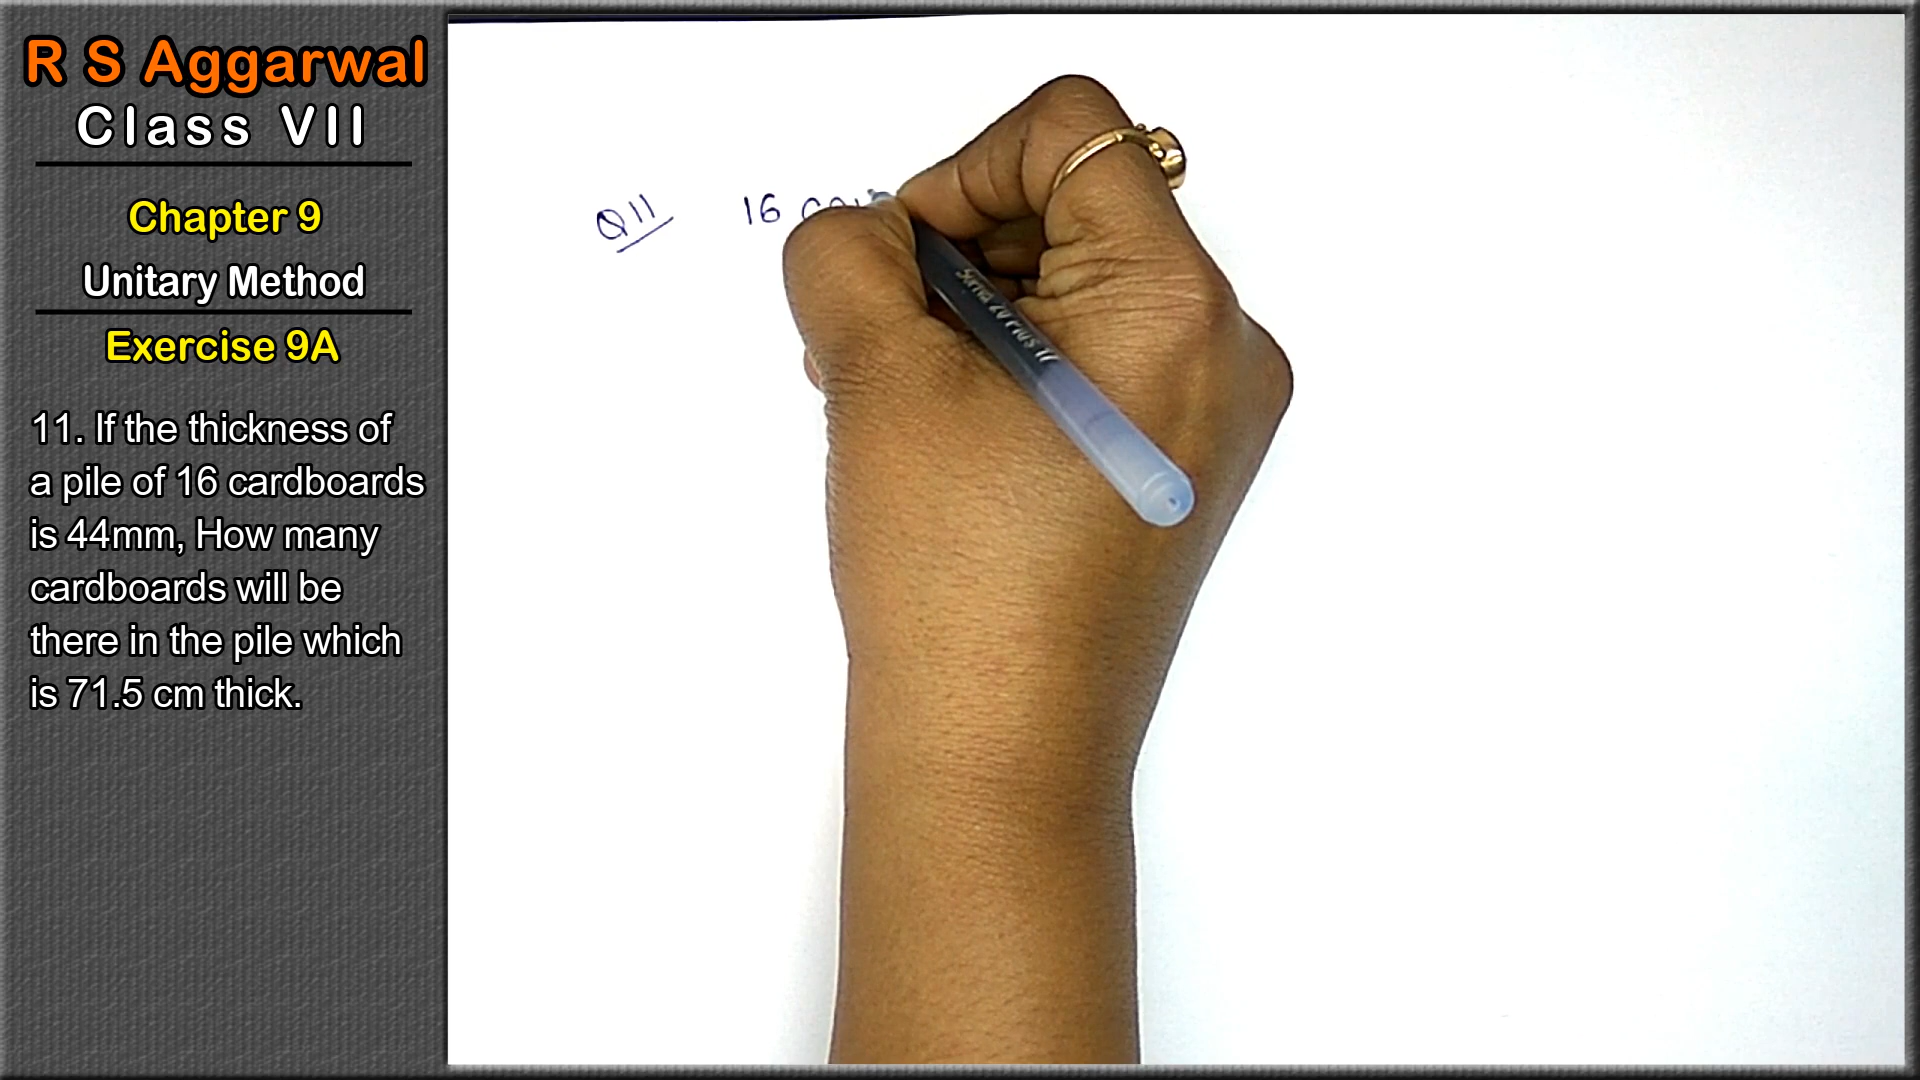 R S Aggarwal
Class VII
Chapter 9
Unitary Method
Exercise 9A
11. If the thickness of
a pile of 16 cardboards
is 44mm, How many
cardboards will be
there in the pile which
is 71.5 cm thick.
Q11 16